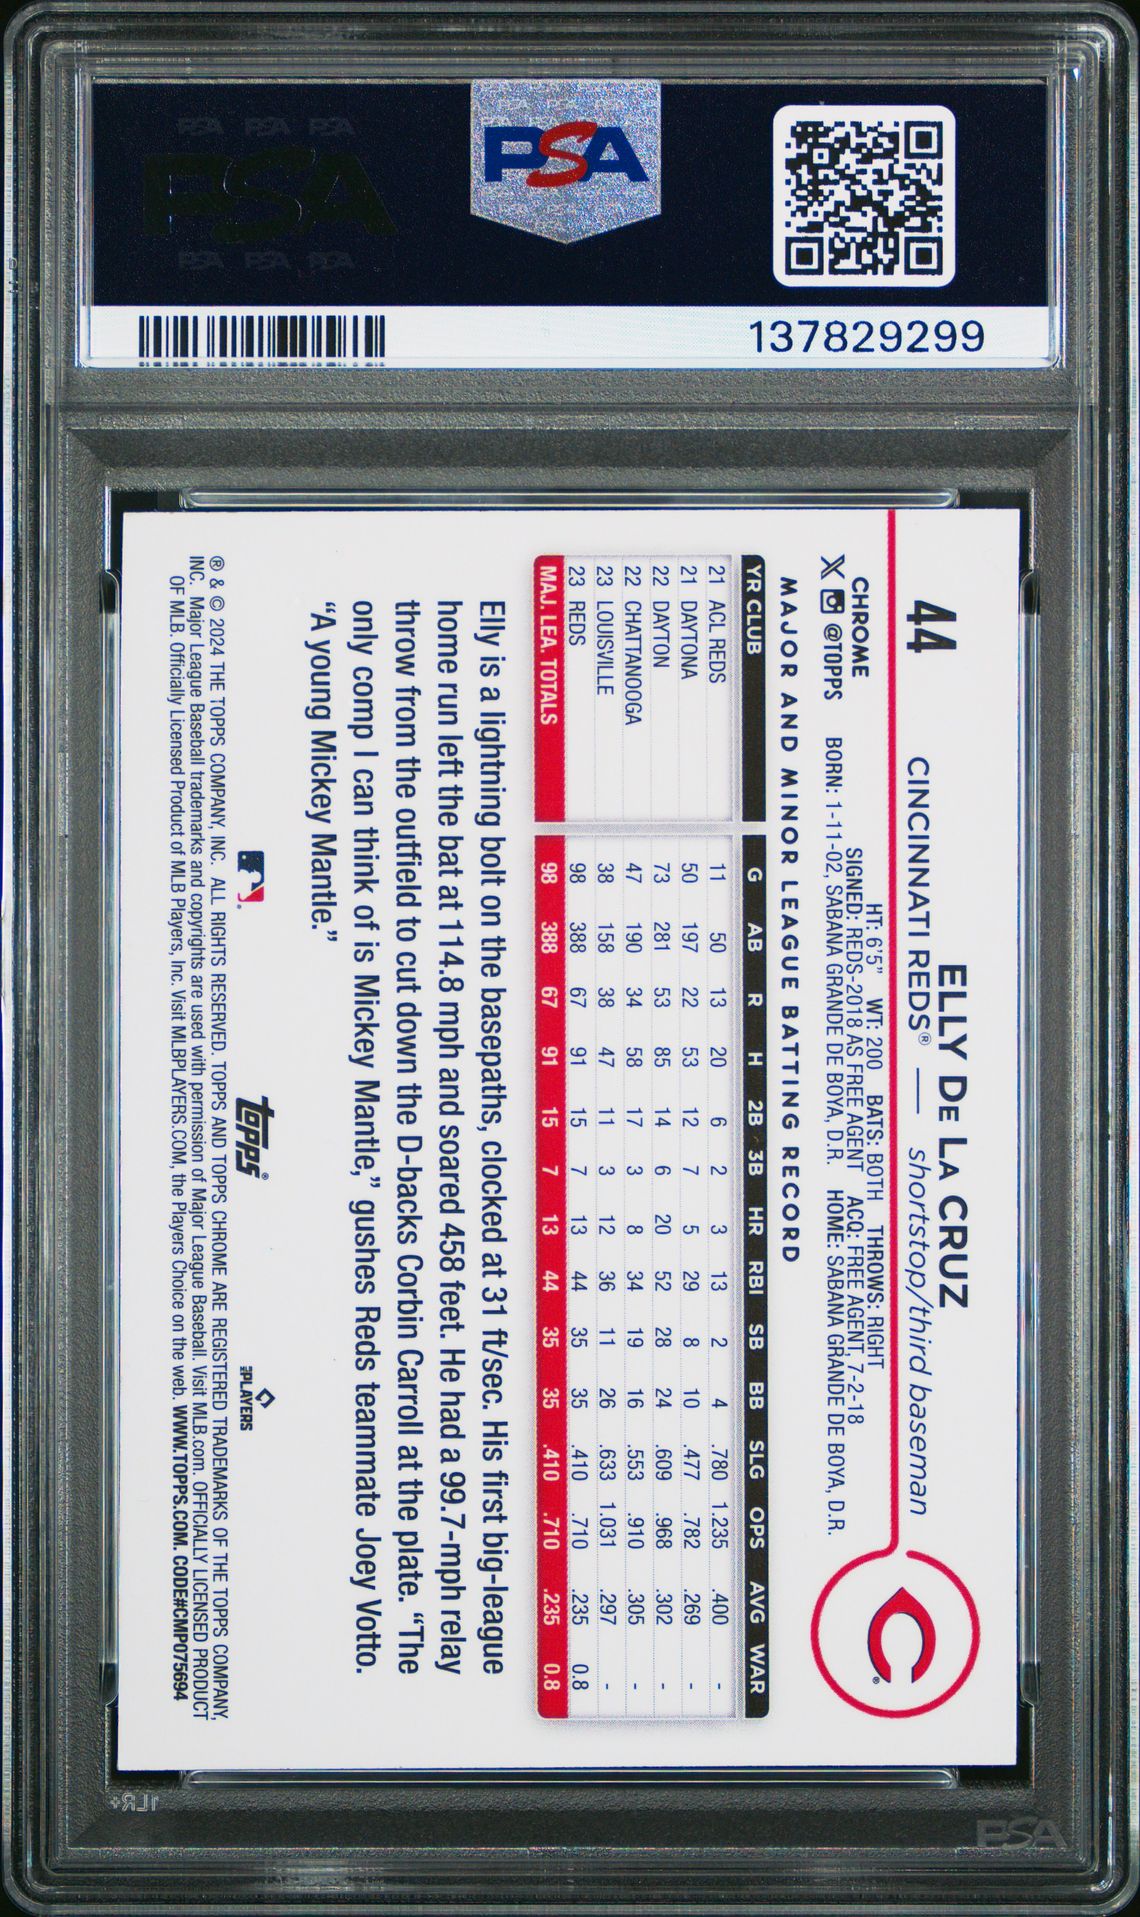 PSA PSA PSA
PSA
PSA PSA PSA
PSA
137829299
44
ELLY DE LA CRUZ
CINCINNATI REDS® — shortstop/third baseman
HT: 6'5" WT: 200 BATS: BOTH THROWS: RIGHT
SIGNED: REDS-2018 AS FREE AGENT ACQ: FREE AGENT, 7-2-18
BORN: 1-11-02, SABANA GRANDE DE BOYA, D.R. HOME: SABANA GRANDE DE BOYA, D.R.
CHROME
X @TOPPS
C
MAJOR AND MINOR LEAGUE BATTING RECORD
YR CLUB G AB R H 2B 3B HR RBI SB BB SLG OPS AVG WAR
21 ACL REDS 11 50 13 20 6 2 3 13 2 4 .780 1.235 .400 -
21 DAYTONA 50 197 22 53 12 7 5 29 8 10 .477 .782 .269 -
22 DAYTON 73 281 53 85 14 6 20 52 28 24 .609 .968 .302 -
22 CHATTANOOGA 47 190 34 58 17 3 8 34 19 16 .553 .910 .305 -
23 LOUISVILLE 38 158 38 47 11 3 12 36 11 26 .633 1.031 .297 -
23 REDS 98 388 67 91 15 7 13 44 35 35 .410 .710 .235 0.8
MAJ. LEA. TOTALS 98 388 67 91 15 7 13 44 35 35 .410 .710 .235 0.8
Elly is a lightning bolt on the basepaths, clocked at 31 ft/sec. His first big-league
home run left the bat at 114.8 mph and soared 458 feet. He had a 99.7-mph relay
throw from the outfield to cut down the D-backs Corbin Carroll at the plate. “The
only comp I can think of is Mickey Mantle,” gushes Reds teammate Joey Votto.
“A young Mickey Mantle.”
topps®
PLAYERS
® & © 2024 THE TOPPS COMPANY, INC. ALL RIGHTS RESERVED. TOPPS AND TOPPS CHROME ARE REGISTERED TRADEMARKS OF THE TOPPS COMPANY,
INC. Major League Baseball trademarks and copyrights are used with permission of Major League Baseball. Visit MLB.com. OFFICIALLY LICENSED PRODUCT
OF MLB. Officially Licensed Product of MLB Players, Inc. Visit MLBPLAYERS.COM, the Players Choice on the web. WWW.TOPPS.COM. CODE#CMP075694
1LR+
PSA